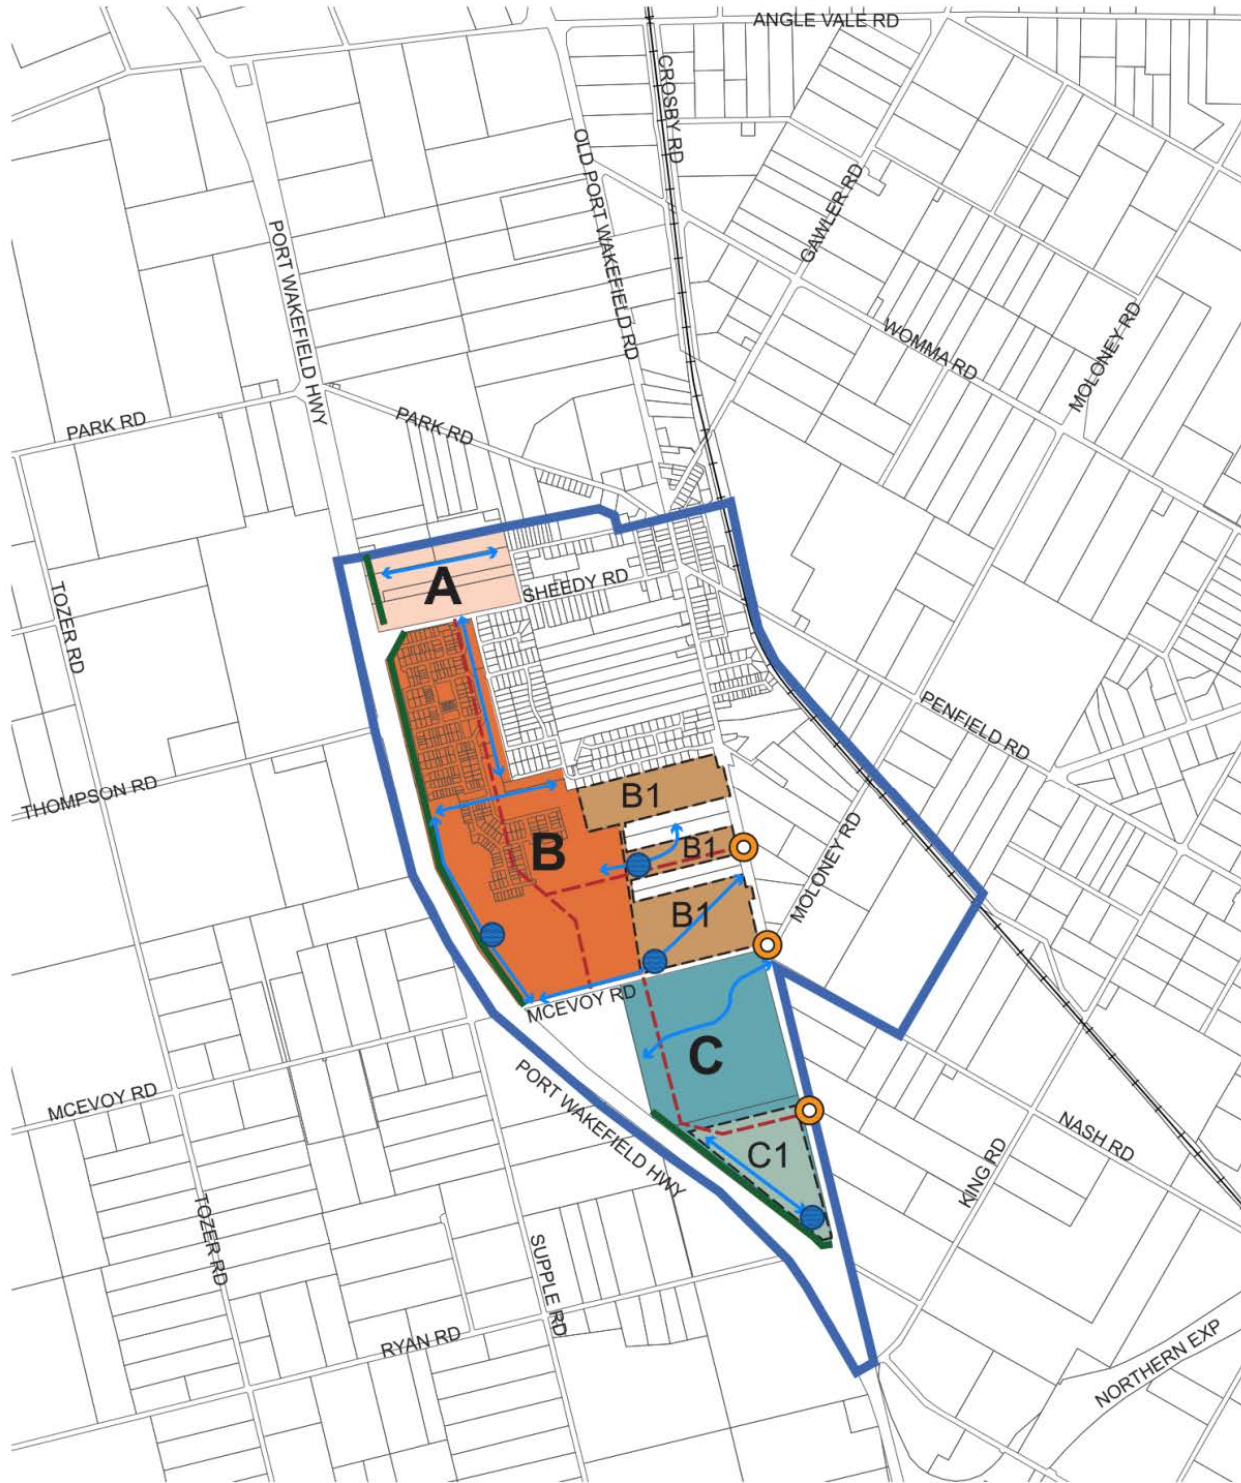 ANGLE VALE RD
CROSBY RD
OLD PORT WAKEFIELD RD
GAWLER RD
PORT WAKEFIELD HWY
WOMMA RD
MOLONEY RD
PARK RD
PARK RD
A
SHEEDY RD
TOZER RD
PENFIELD RD
THOMPSON RD
B1
B
B1
MOLONEY RD
B1
MCEVOY RD
C
PORT WAKEFIELD HWY
MCEVOY RD
NASH RD
C1
KING RD
TOZER RD
SUPPLE RD
RYAN RD
NORTHERN EXP